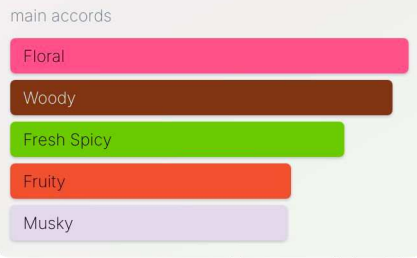 main accords
Floral
Woody
Fresh Spicy
Fruity
Musky